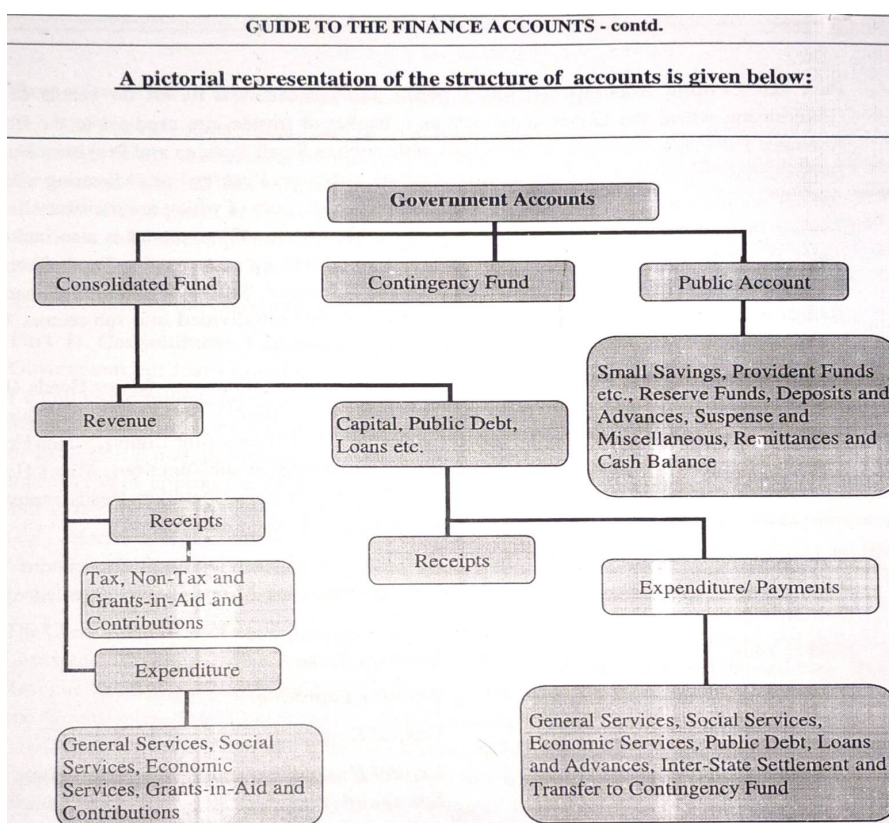 GUIDE TO THE FINANCE ACCOUNTS - contd.
A pictorial representation of the structure of accounts is given below:
Government Accounts
Consolidated Fund
Contingency Fund
Public Account
Small Savings, Provident Funds
etc., Reserve Funds, Deposits and
Advances, Suspense and
Miscellaneous, Remittances and
Cash Balance
Revenue
Capital, Public Debt,
Loans etc.
Receipts
Tax, Non-Tax and
Grants-in-Aid and
Contributions
Expenditure
General Services, Social
Services, Economic
Services, Grants-in-Aid and
Contributions
Receipts
Expenditure/ Payments
General Services, Social Services,
Economic Services, Public Debt, Loans
and Advances, Inter-State Settlement and
Transfer to Contingency Fund